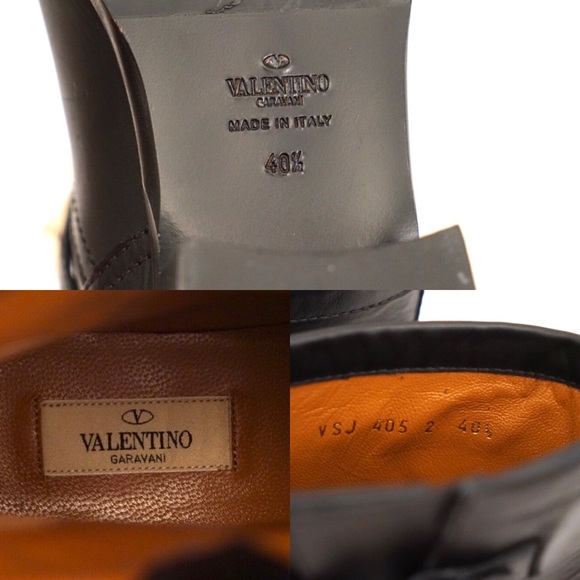 VALENTINO
GARAVANI
MADE IN ITALY
40½
V
VALENTINO
GARAVANI
VSJ 405 2 40½